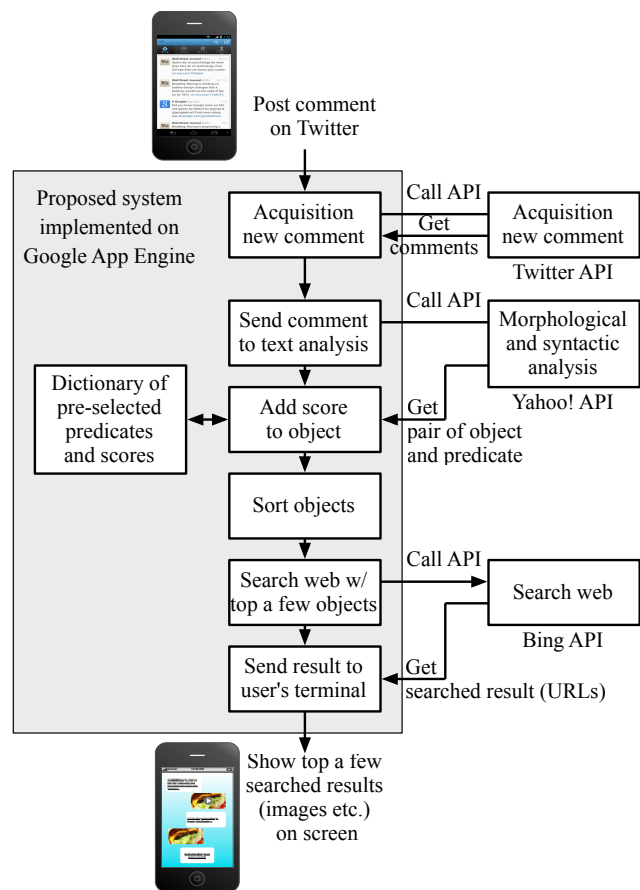 Post comment
on Twitter
Proposed system
implemented on
Google App Engine
Acquisition
new comment
Call API
Get
comments
Acquisition
new comment
Twitter API
Send comment
to text analysis
Call API
Morphological
and syntactic
analysis
Yahoo! API
Dictionary of
pre-selected
predicates
and scores
Add score
to object
Get
pair of object
and predicate
Sort objects
Search web w/
top a few objects
Call API
Search web
Bing API
Send result to
user's terminal
Get
searched result (URLs)
Show top a few
searched results
(images etc.)
on screen